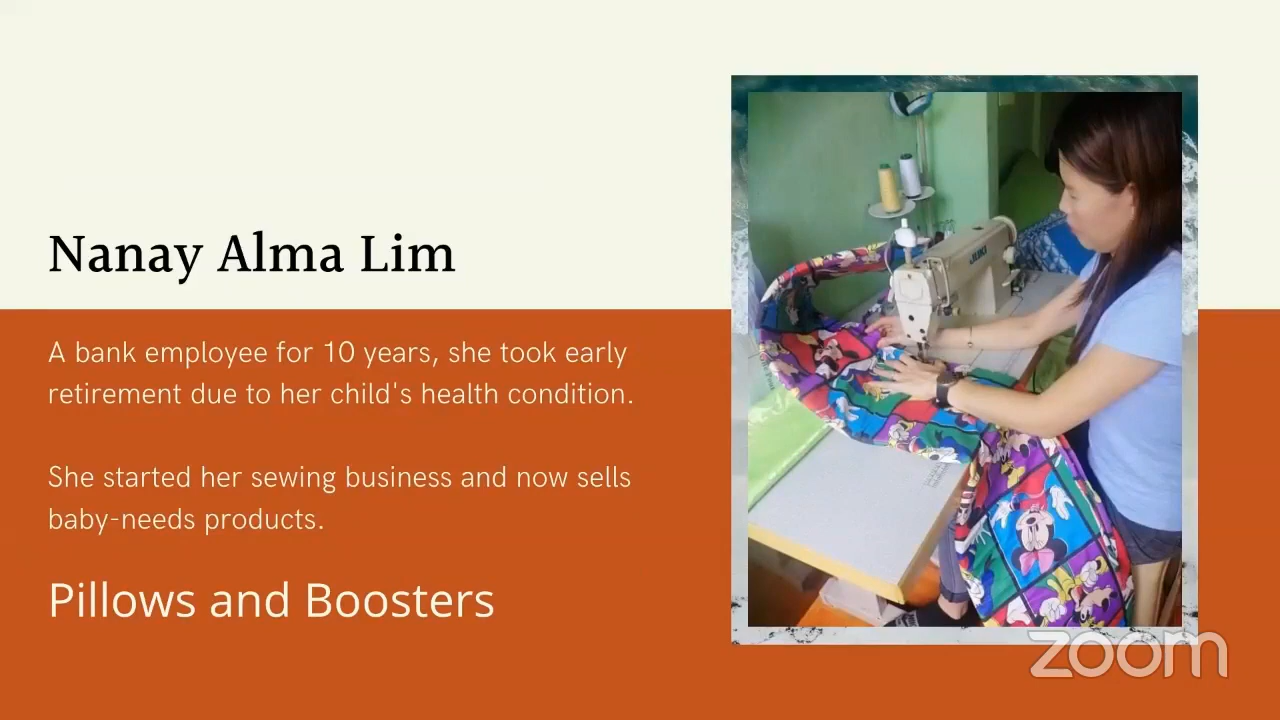 Nanay Alma Lim
A bank employee for 10 years, she took early
retirement due to her child's health condition.
She started her sewing business and now sells
baby-needs products.
Pillows and Boosters
JUKI
zoom